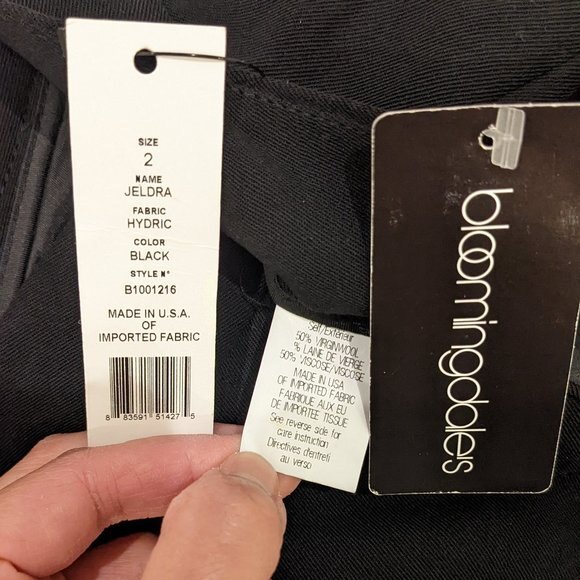 SIZE
2
NAME
JELDRA
FABRIC
HYDRIC
COLOR
BLACK
STYLE Nº
B1001216
MADE IN U.S.A.
OF
IMPORTED FABRIC
8 83591 51427 5
Self/Extérieur
50% VIRGINWOOL
% LAINE DE VIERGE
50% VISCOSE/VISCOSE
MADE IN USA
OF IMPORTED FABRIC
FABRIQUE AUX EU
DE IMPORTEE TISSUE
See reverse side for
care instruction
Directives d'entreti
au verso
bloomingdales